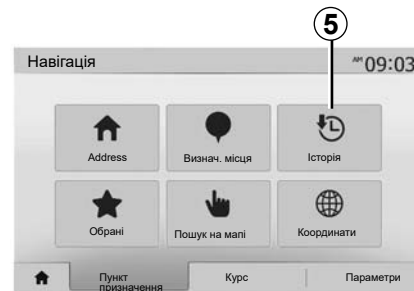 5
Навігація
AM 09:03
Address
Визнач. місця
Історія
Обрані
Пошук на мапі
Координати
Пункт
призначення
Курс
Параметри